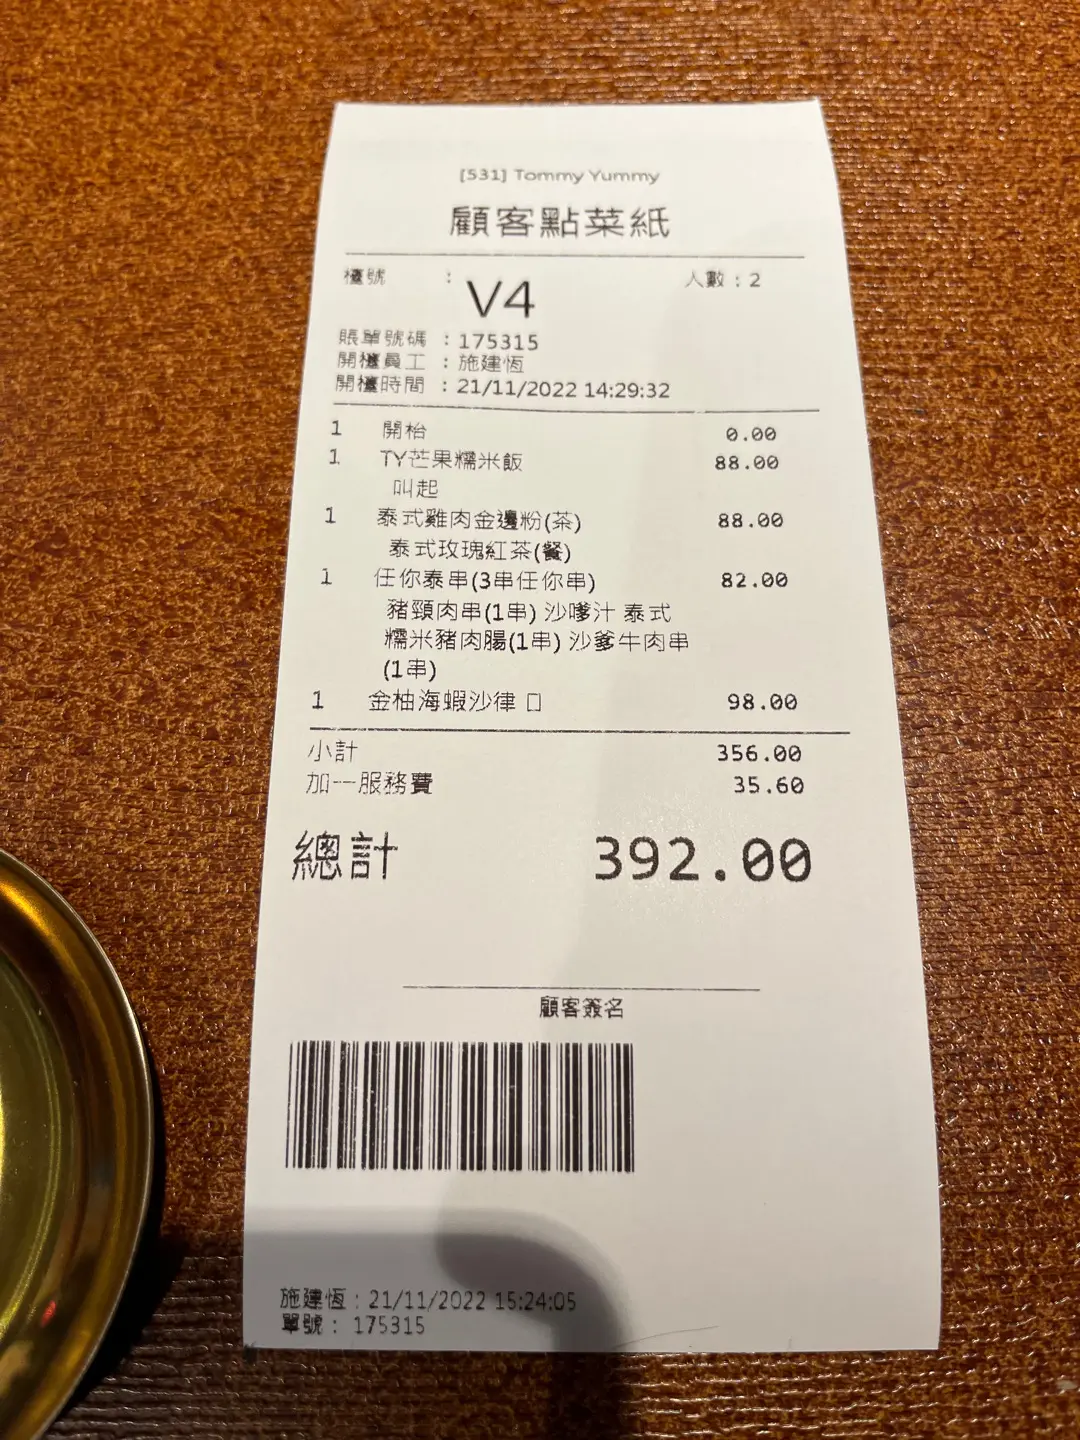 [531] Tommy Yummy
顧客點菜紙
檯號 : V4 人數 : 2
賬單號碼 : 175315
開檯員工 : 施建恆
開檯時間 : 21/11/2022 14:29:32
1 開枱 0.00
1 TY芒果糯米飯 88.00
叫起
1 泰式雞肉金邊粉(茶) 88.00
泰式玫瑰紅茶(餐)
1 任你泰串(3串任你串) 82.00
豬頸肉串(1串) 沙嗲汁 泰式
糯米豬肉腸(1串) 沙爹牛肉串
(1串)
1 金柚海蝦沙律 口 98.00
小計 356.00
加一服務費 35.60
總計 392.00
顧客簽名
施建恆 : 21/11/2022 15:24:05
單號 : 175315